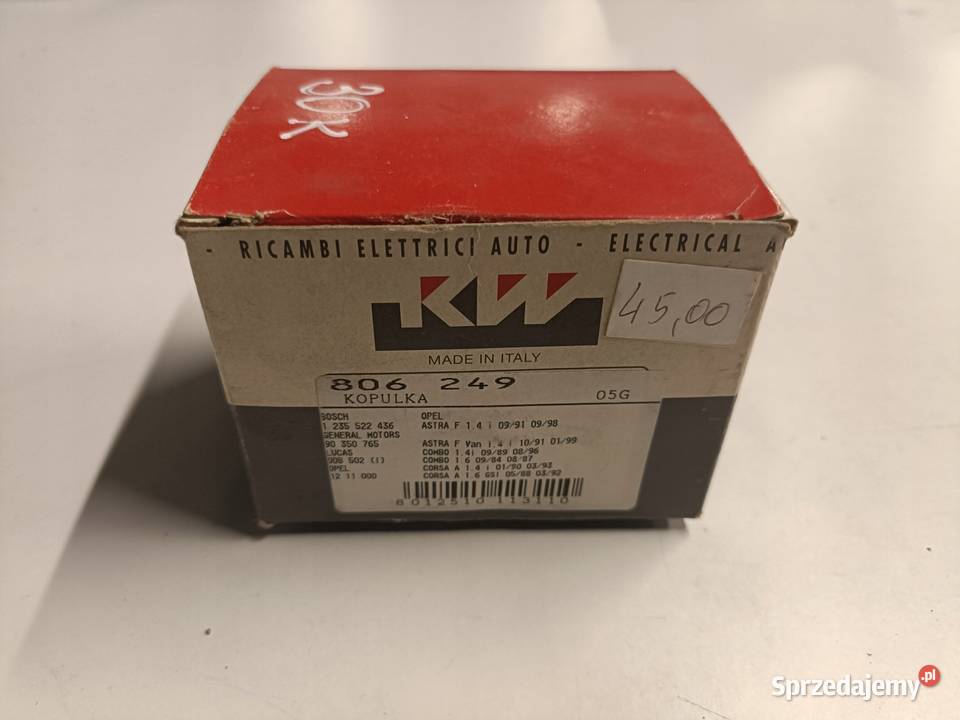 30K
- RICAMBI ELETTRICI AUTO - ELECTRICAL A
KW
45,00
MADE IN ITALY
806 249
KOPULKA 05G
BOSCH OPEL
1 235 522 436 ASTRA F 1.4 i 09/91 09/98
GENERAL MOTORS
90 350 765 ASTRA F Van 1.4 i 10/91 01/99
LUCAS COMBO 1.4i 09/89 08/96
DDB 502 (I) COMBO 1.6 09/84 08/87
OPEL CORSA A 1.4 i 01/90 03/93
12 11 000 CORSA A 1.6 GSI 05/88 03/92
8 012510 113110
Sprzedajemy.pl